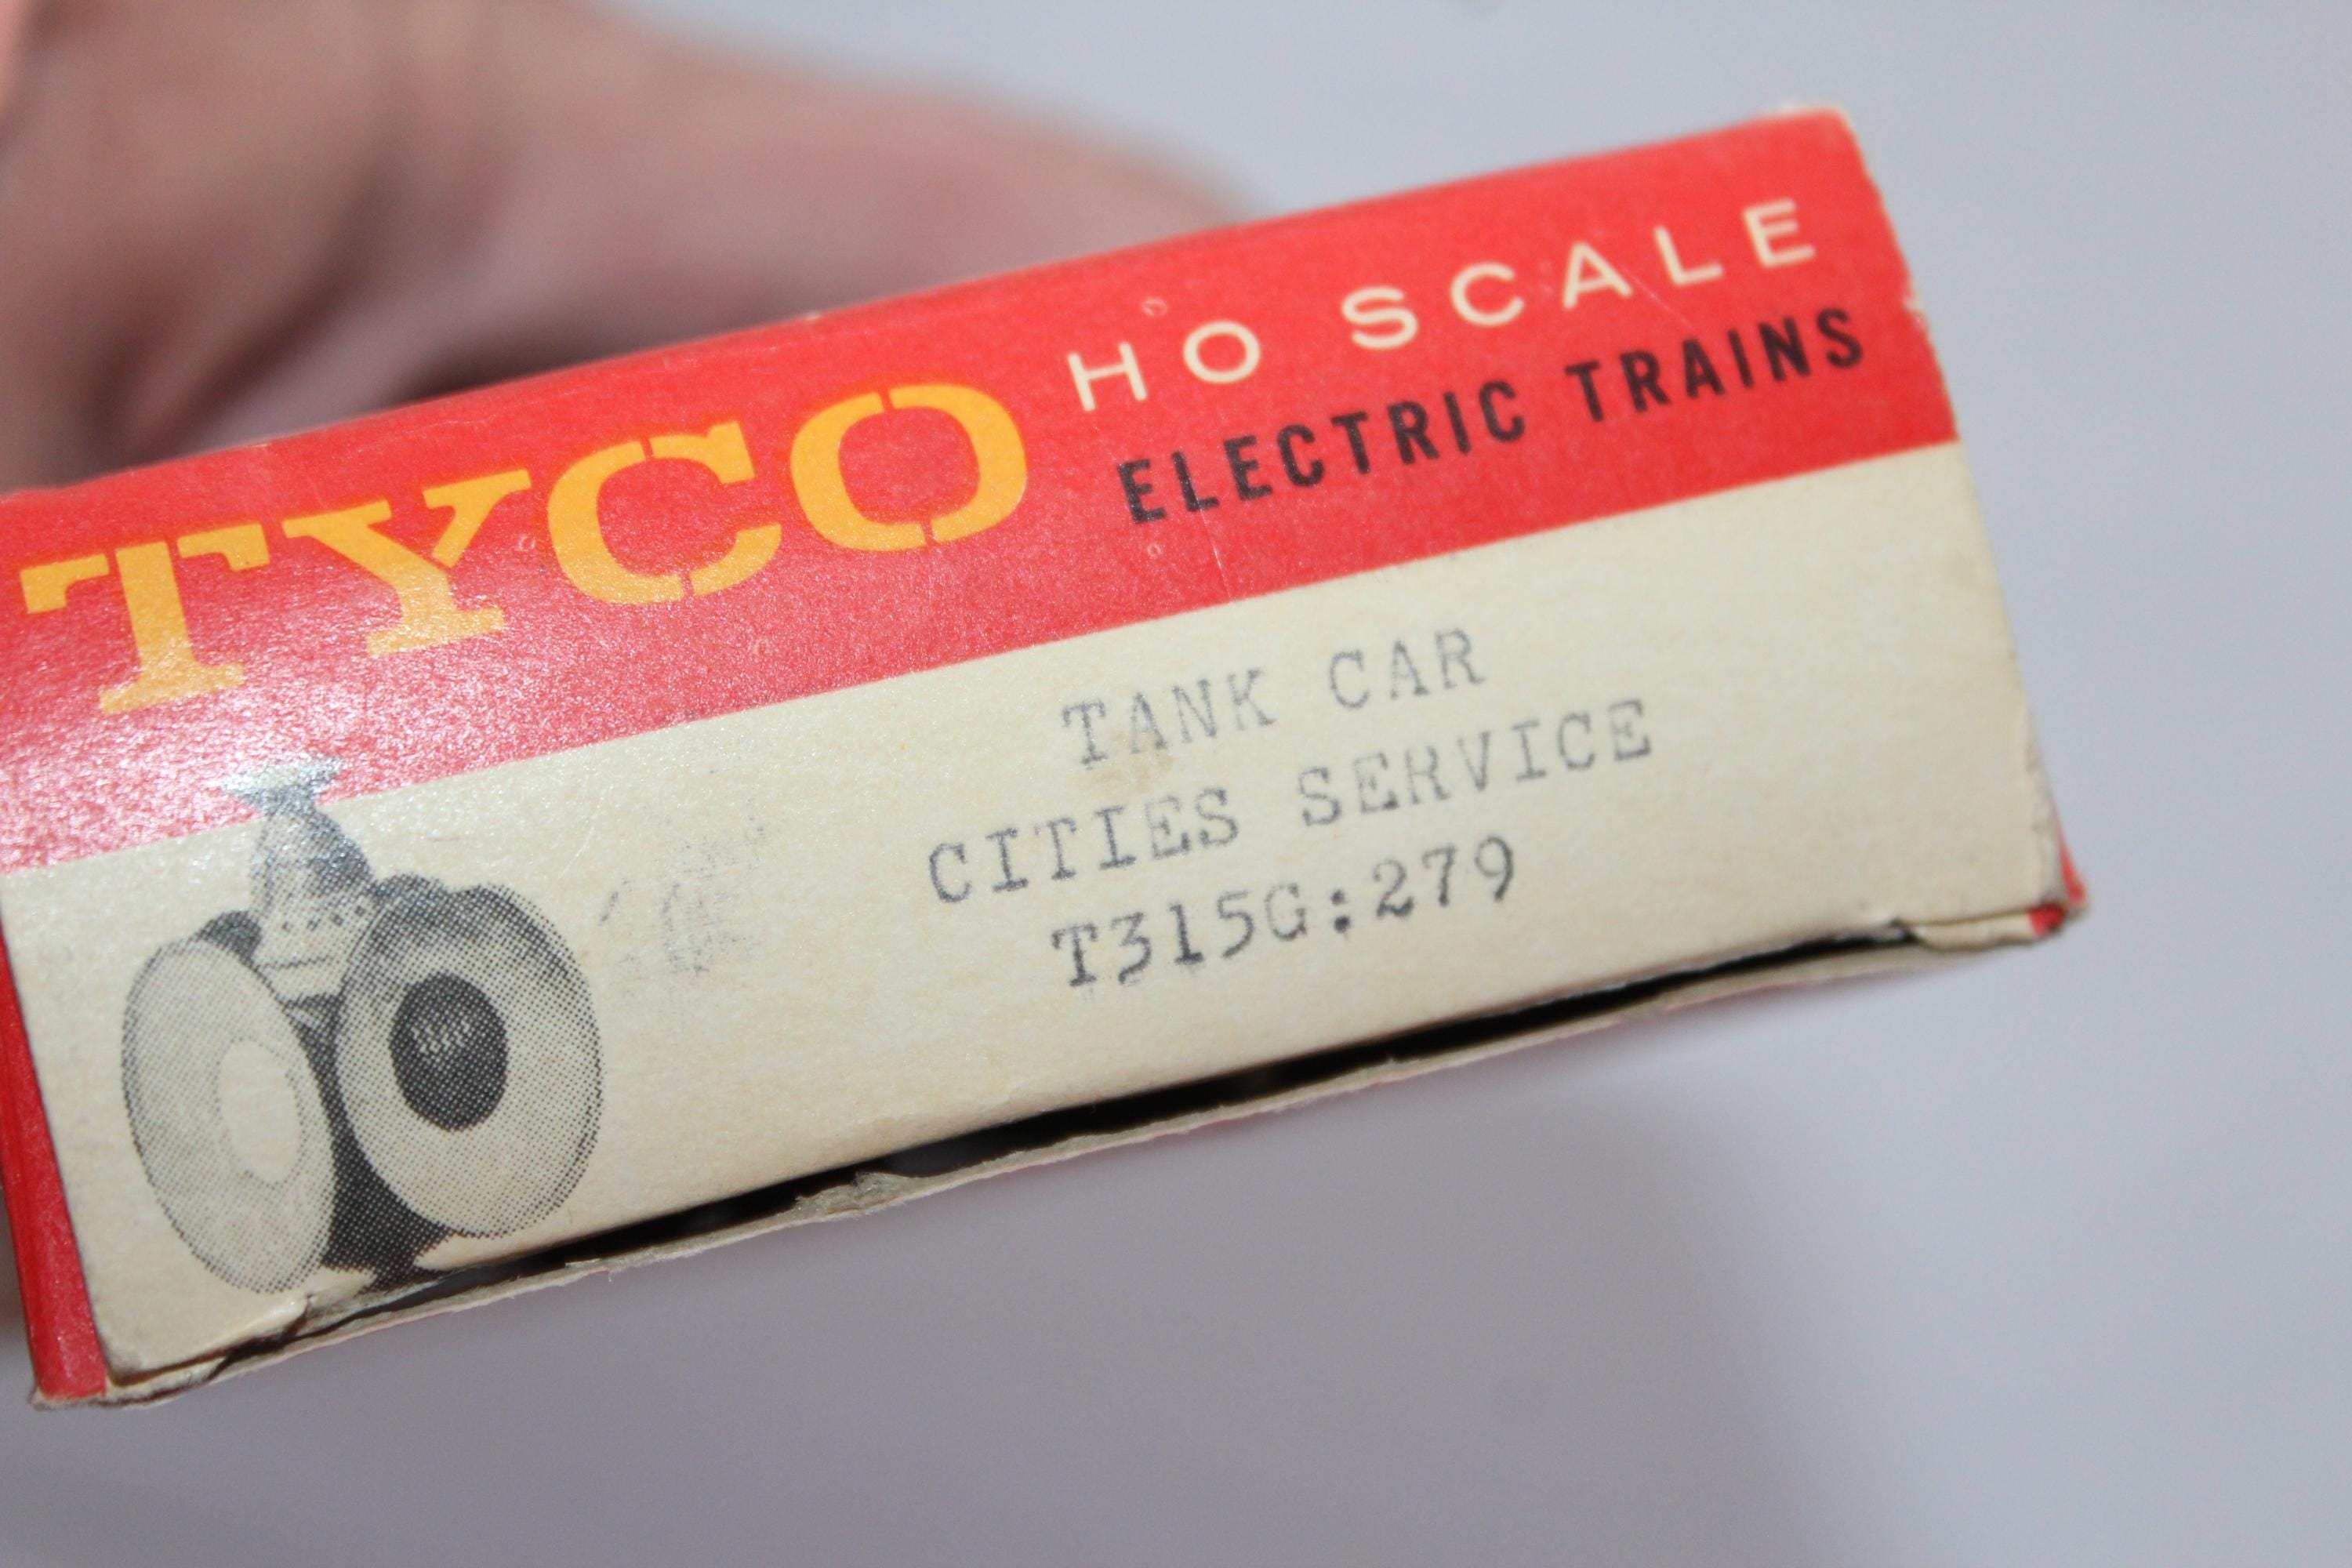 TYCO
HO SCALE
ELECTRIC TRAINS
TANK CAR
CITIES SERVICE
T315G:279